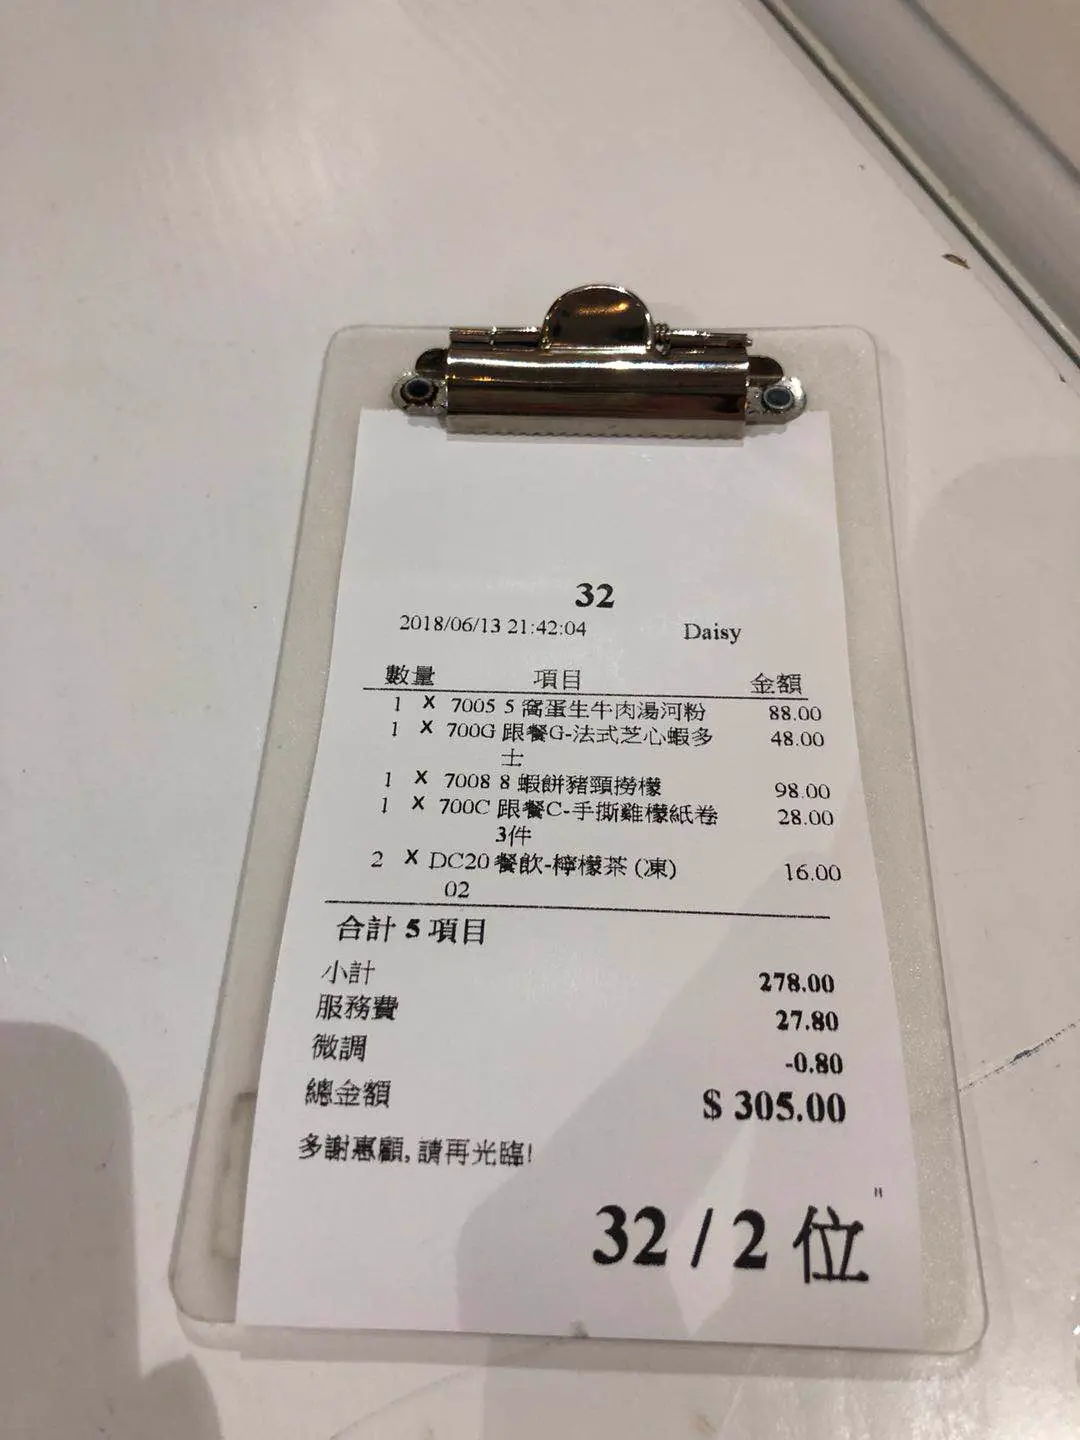 32
2018/06/13 21:42:04 Daisy
數量 項目 金額
1 X 7005 5 窩蛋生牛肉湯河粉 88.00
1 X 700G 跟餐G-法式芝心蝦多 48.00
士
1 X 7008 8 蝦餅豬頸撈檬 98.00
1 X 700C 跟餐C-手撕雞檬紙卷 28.00
3件
2 X DC20 餐飲-檸檬茶 (凍) 16.00
02
合計 5 項目
小計 278.00
服務費 27.80
微調 -0.80
總金額 $ 305.00
多謝惠顧, 請再光臨!
"
32 / 2 位